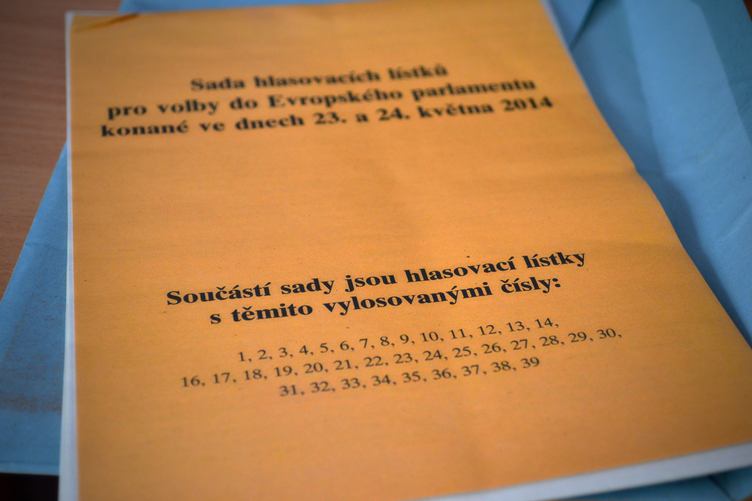 Sada hlasovacích lístků
pro volby do Evropského parlamentu
konané ve dnech 23. a 24. května 2014
Součástí sady jsou hlasovací lístky
s těmito vylosovanými čísly:
1, 2, 3, 4, 5, 6, 7, 8, 9, 10, 11, 12, 13, 14,
16, 17, 18, 19, 20, 21, 22, 23, 24, 25, 26, 27, 28, 29, 30,
31, 32, 33, 34, 35, 36, 37, 38, 39